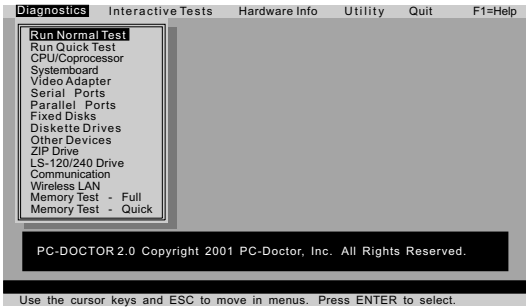 Diagnostics Interactive Tests Hardware Info Utility Quit F1=Help
Run Normal Test
Run Quick Test
CPU/Coprocessor
Systemboard
Video Adapter
Serial Ports
Parallel Ports
Fixed Disks
Diskette Drives
Other Devices
ZIP Drive
LS-120/240 Drive
Communication
Wireless LAN
Memory Test - Full
Memory Test - Quick
PC-DOCTOR 2.0 Copyright 2001 PC-Doctor, Inc. All Rights Reserved.
Use the cursor keys and ESC to move in menus. Press ENTER to select.